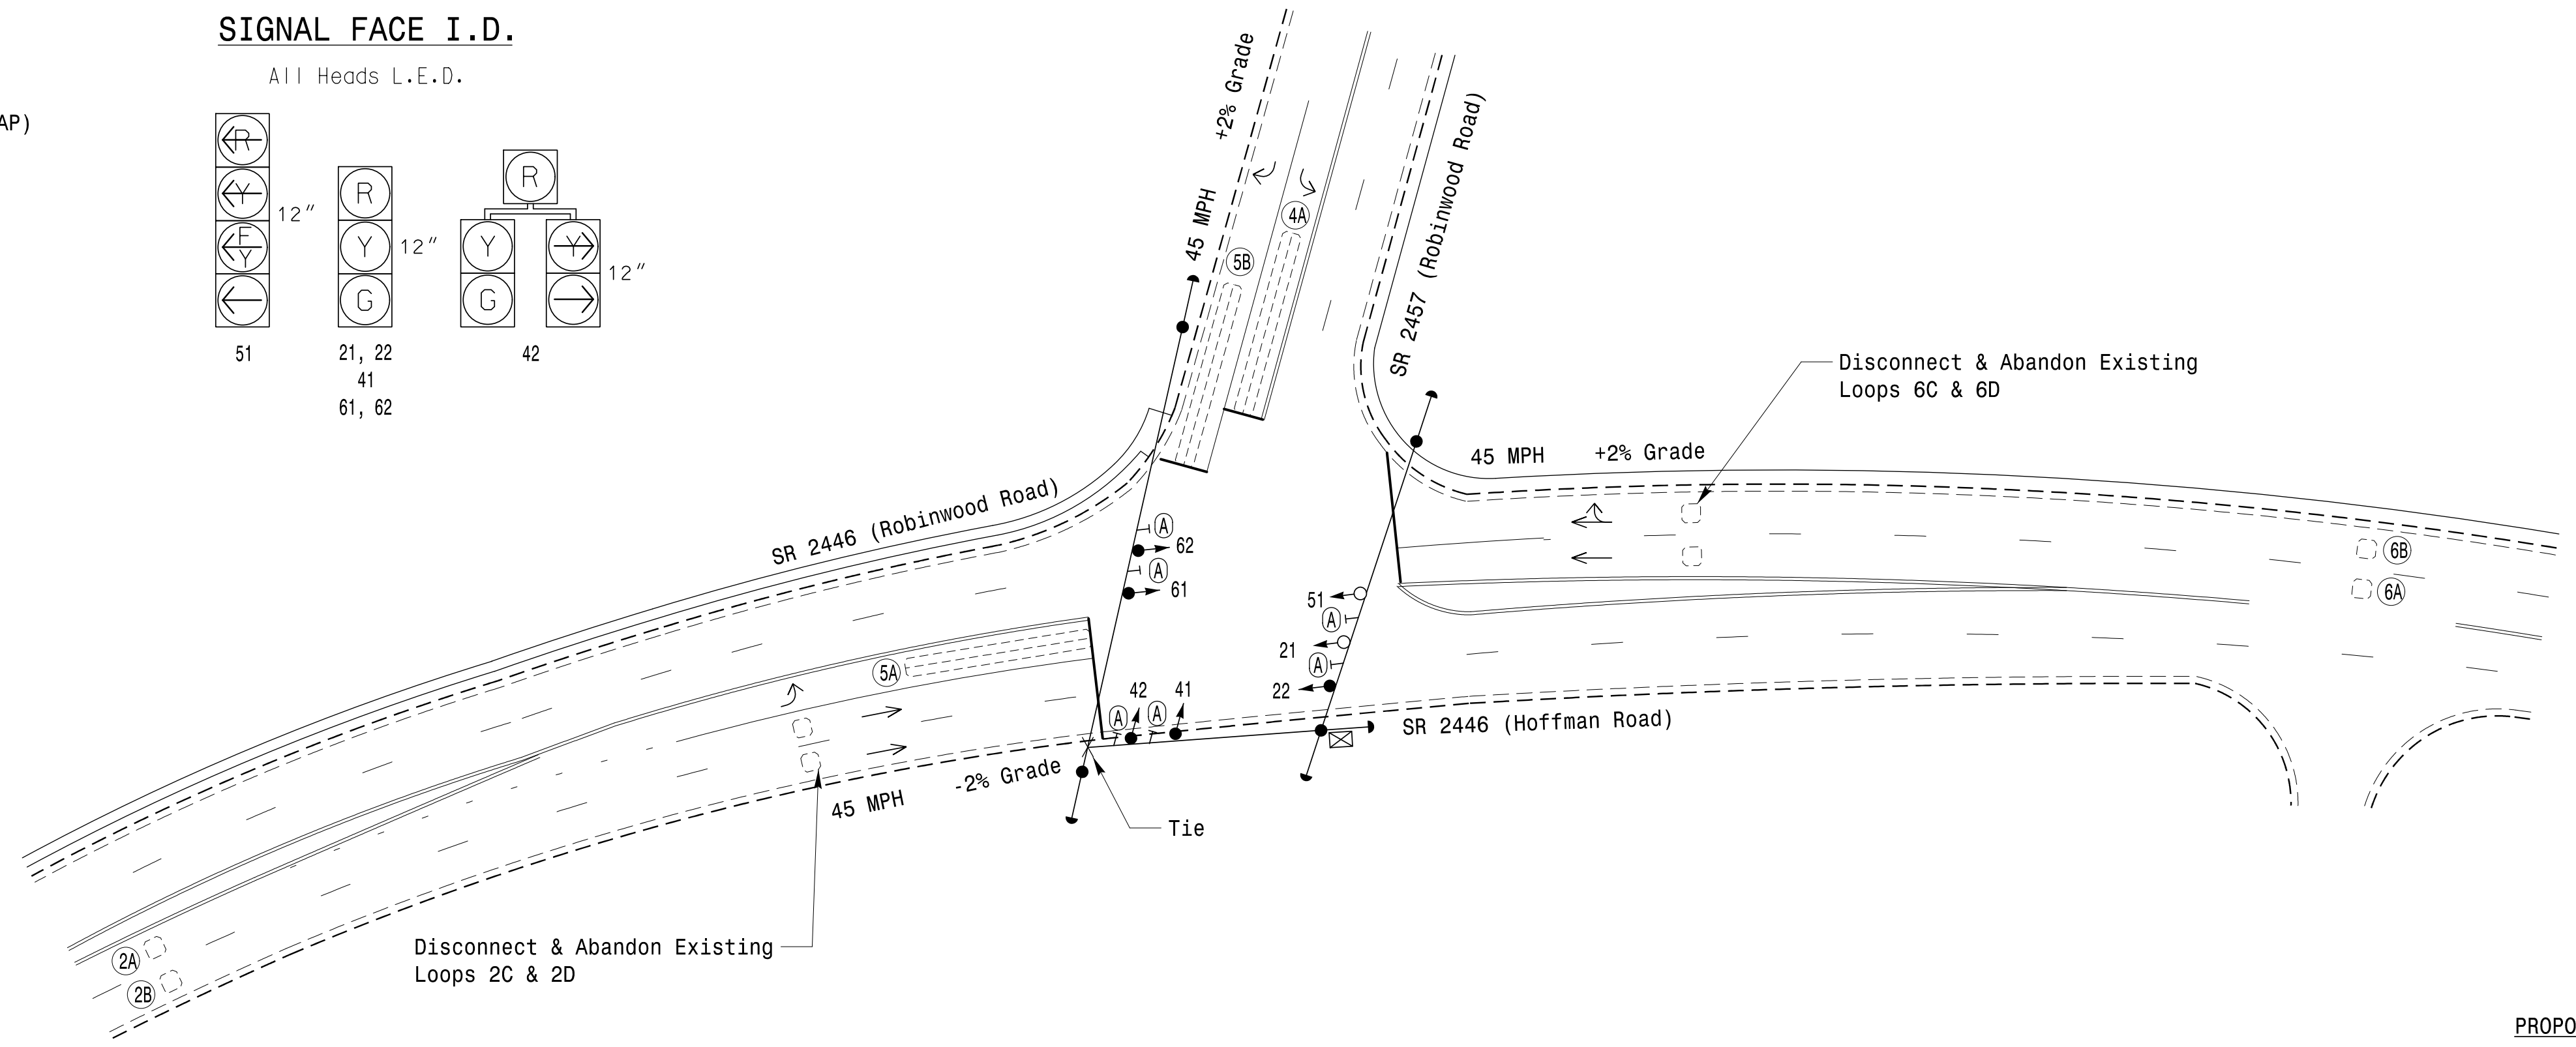 SIGNAL FACE I.D.
All Heads L.E.D.
AP)
R
Y
F
Y
12"
51
R
Y
G
12"
21, 22
41
61, 62
R
Y
Y
G
12"
42
+2% Grade
45 MPH
4A
5B
SR 2457 (Robinwood Road)
Disconnect & Abandon Existing
Loops 6C & 6D
45 MPH +2% Grade
SR 2446 (Robinwood Road)
A
62
A
61
6B
6A
51
A
21
A
22
5A
42 41
A A
SR 2446 (Hoffman Road)
45 MPH -2% Grade
Tie
Disconnect & Abandon Existing
Loops 2C & 2D
2A
2B
PROPO